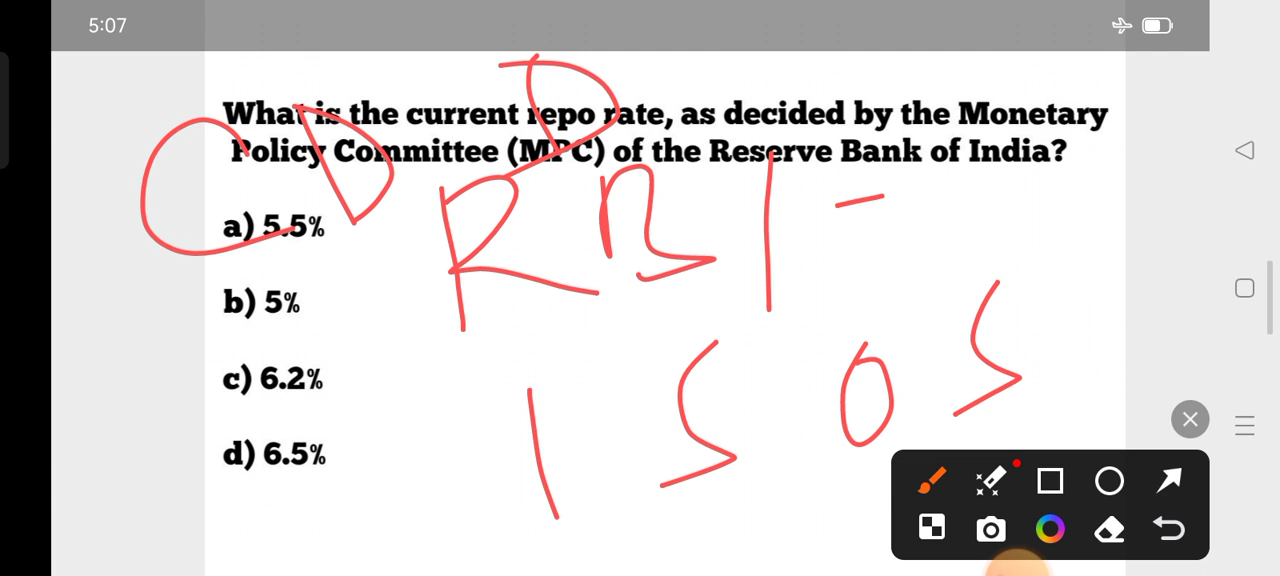 5:07
What is the current repo rate, as decided by the Monetary
Policy Committee (MPC) of the Reserve Bank of India?
a) 5.5%
b) 5%
c) 6.2%
d) 6.5%
RBI -